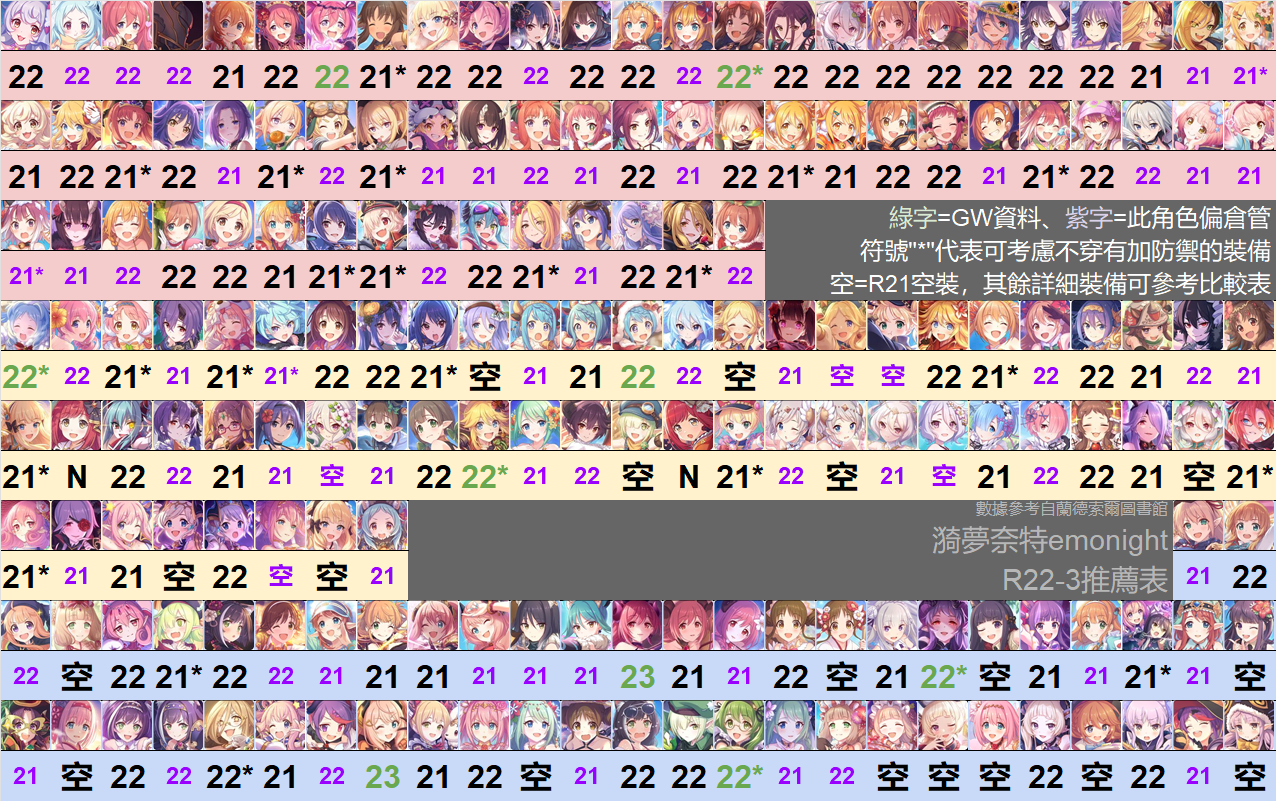 22 22 22 22 21 22 22 21* 22 22 22 22 22 22 22* 22 22 22 22 22 22 22 21 21 21*
21 22 21* 22 21 21* 22 21* 21 21 22 21 22 21 22 21* 21 22 22 21 21* 22 22 21 21
綠字=GW資料、紫字=此角色偏倉管
符號"*"代表可考慮不穿有加防禦的裝備
空=R21空裝，其餘詳細裝備可參考比較表
21* 21 22 22 22 21 21* 21* 22 22 21* 21 22 21* 22
22* 22 21* 21 21* 21* 22 22 21* 空 21 21 22 22 空 21 空 空 22 21* 22 22 21 22 21
21* N 22 22 21 21 空 21 22 22* 21 22 空 N 21* 22 空 21 空 21 22 22 21 空 21*
數據參考自蘭德索爾圖書館
漪夢奈特emonight
R22-3推薦表
21* 21 21 空 22 空 空 21 21 22
22 空 22 21* 22 22 21 21 21 21 21 21 23 21 21 22 空 21 22* 空 21 21 21* 21 空
21 空 22 22 22* 21 22 23 21 22 空 21 22 22 22* 21 22 空 空 空 22 空 22 21 空